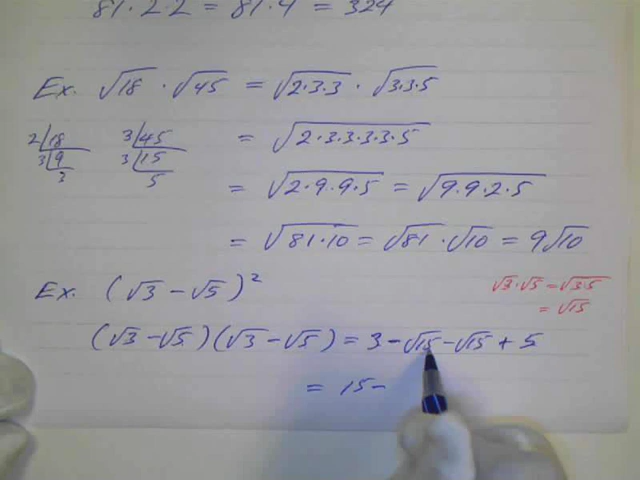 81·2·2 = 81·4 = 324
Ex. √18 · √45 = √2·3·3 · √3·3·5
2 18 3 45 = √2·3·3·3·3·5
3 9 3 15
3 5
= √2·9·9·5 = √9·9·2·5
= √81·10 = √81 · √10 = 9√10
Ex. (√3 - √5)²
√3·√5 = √3·5
= √15
(√3 - √5)(√3 - √5) = 3 - √15 - √15 + 5
= 15 -